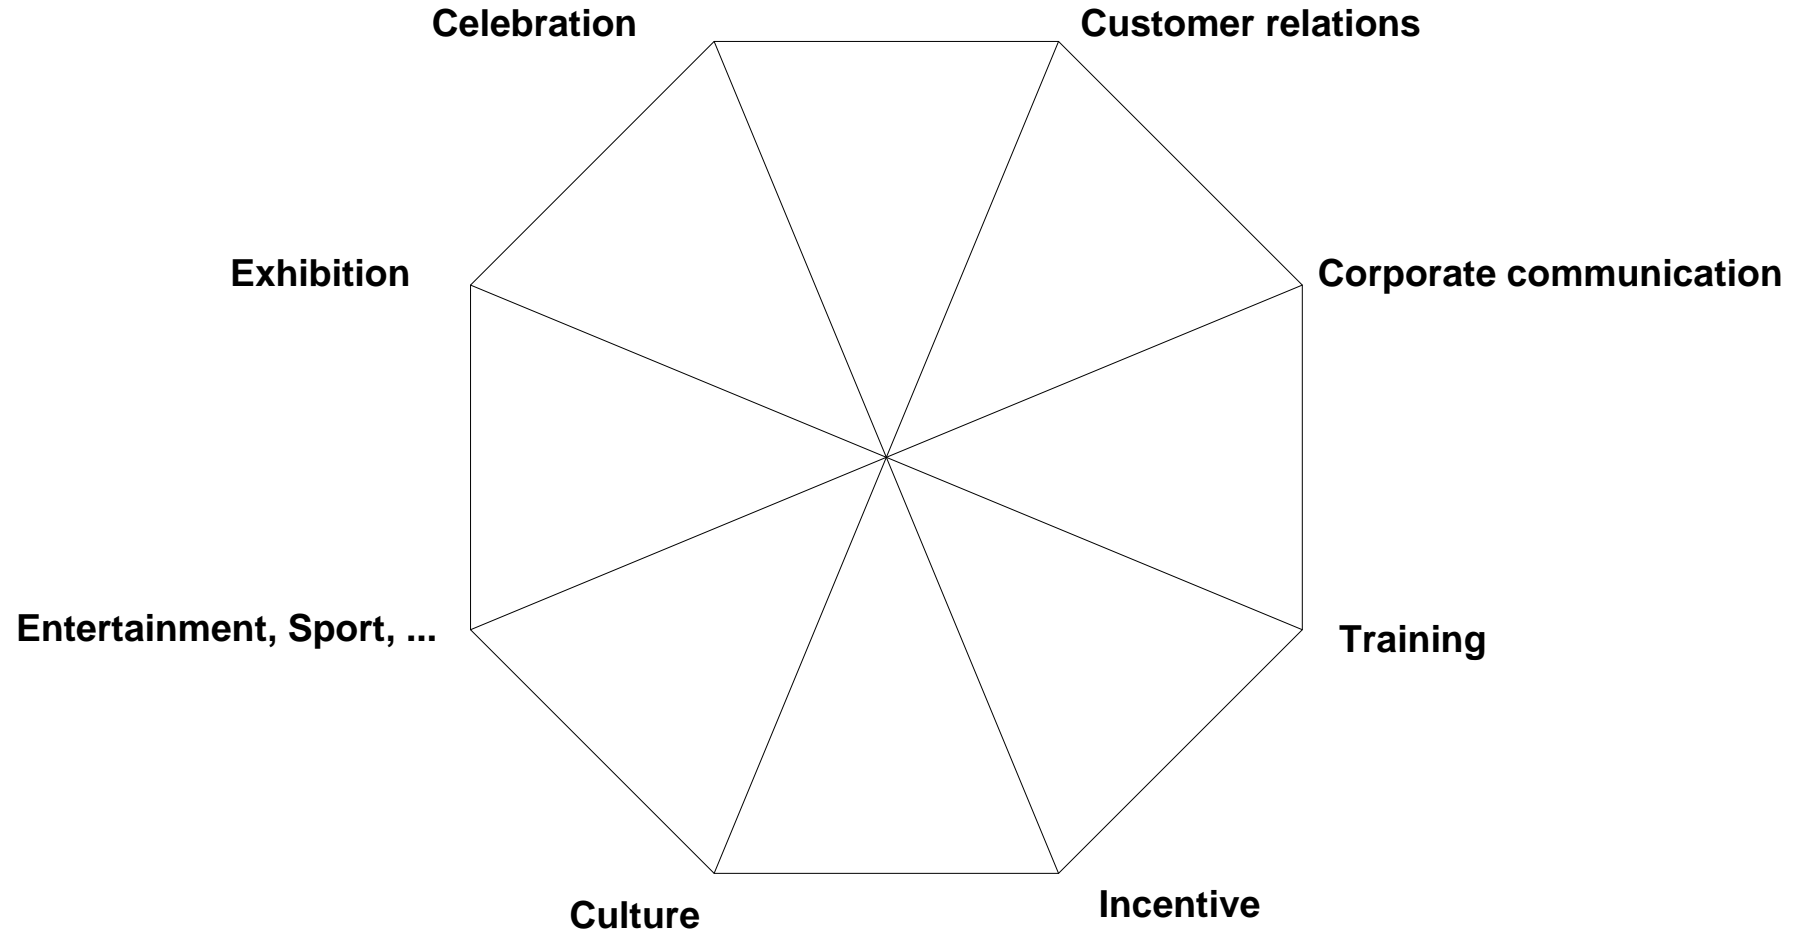 Celebration
Customer relations
Exhibition
Corporate communication
Entertainment, Sport, ...
Training
Culture
Incentive